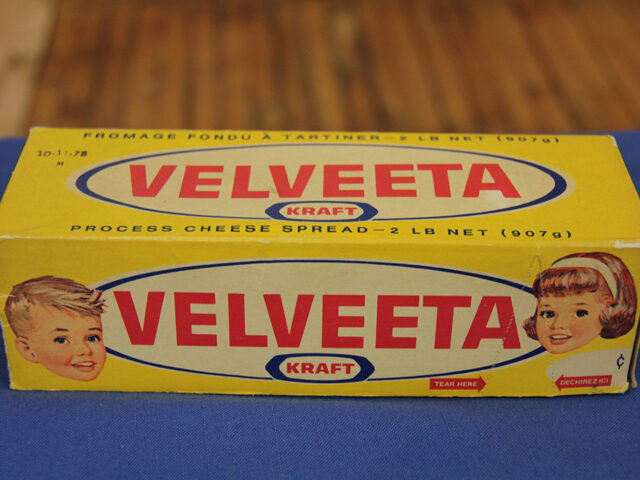 FROMAGE FONDU À TARTINER–2 LB NET (907g)
M
VELVEETA
KRAFT
PROCESS CHEESE SPREAD–2 LB NET (907g)
VELVEETA
KRAFT
TEAR HERE
DECHIREZ ICI
¢